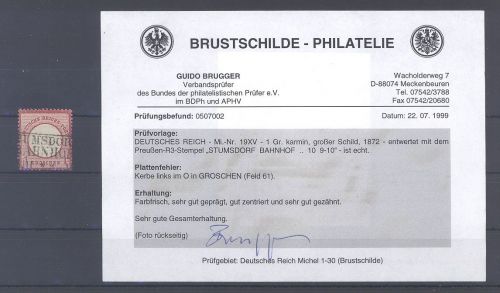 BRUSTSCHILDE - PHILATELIE
GUIDO BRUGGER
Verbandsprüfer
des Bundes der philatelistischen Prüfer e.V.
im BDPh und APHV
Wacholderweg 7
D-88074 Meckenbeuren
Tel. 07542/3788
Fax 07542/20680
Prüfungsbefund: 0507002
Datum: 22. 07. 1999
Prüfvorlage:
DEUTSCHES REICH - Mi.-Nr. 19XV - 1 Gr. karmin, großer Schild, 1872 - entwertet mit dem
Preußen-R3-Stempel "STUMSDORF BAHNHOF .. 10 9-10" - ist echt.
Plattenfehler:
Kerbe links im O in GROSCHEN (Feld 61).
Erhaltung:
Farbfrisch, sehr gut geprägt, gut zentriert und sehr gut gezähnt.
Sehr gute Gesamterhaltung.
(Foto rückseitig)
Prüfgebiet: Deutsches Reich Michel 1-30 (Brustschilde)